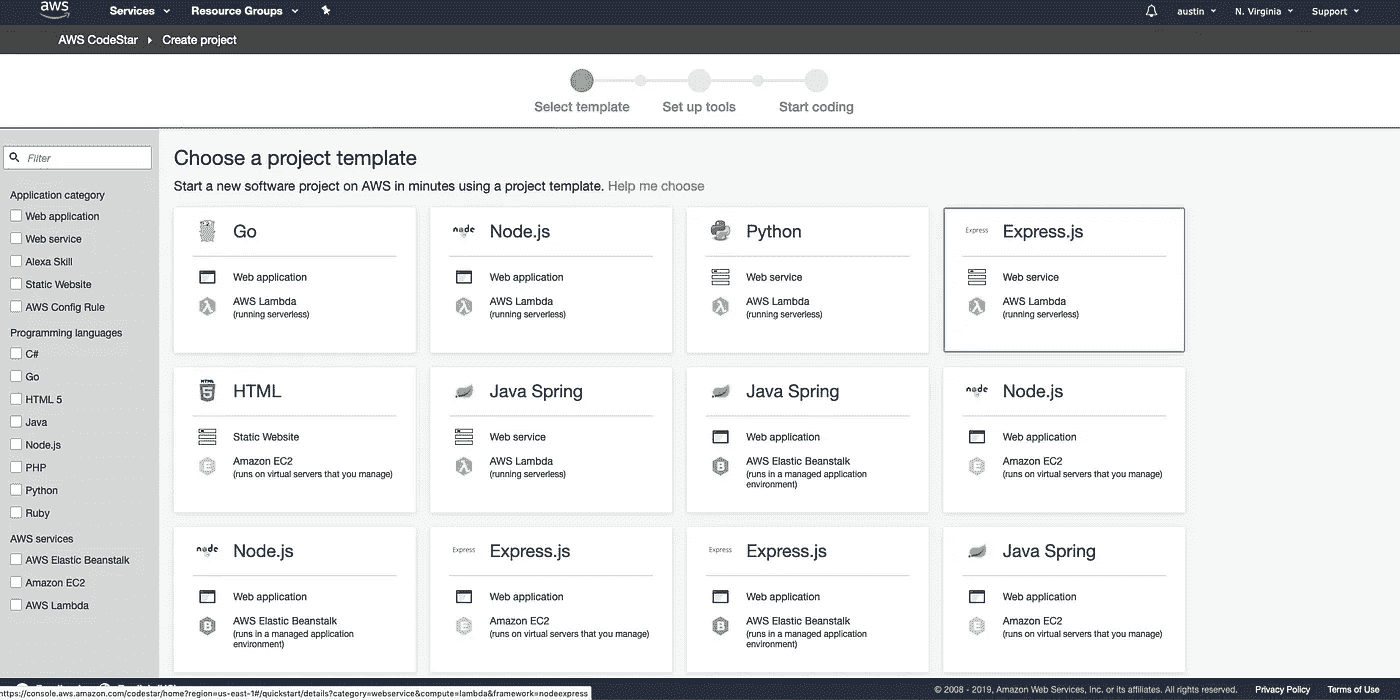 aws
Services
Resource Groups
austin
N. Virginia
Support
AWS CodeStar
Create project
Select template
Set up tools
Start coding
Filter
Application category
Web application
Web service
Alexa Skill
Static Website
AWS Config Rule
Programming languages
C#
Go
HTML 5
Java
Node.js
PHP
Python
Ruby
AWS services
AWS Elastic Beanstalk
Amazon EC2
AWS Lambda
Choose a project template
Start a new software project on AWS in minutes using a project template. Help me choose
Go
Web application
AWS Lambda
(running serverless)
node
Node.js
Web application
AWS Lambda
(running serverless)
Python
Web service
AWS Lambda
(running serverless)
Express
Express.js
Web service
AWS Lambda
(running serverless)
HTML
5
HTML
Static Website
Amazon EC2
(runs on virtual servers that you manage)
Java Spring
Web service
AWS Lambda
(running serverless)
Java Spring
Web application
AWS Elastic Beanstalk
(runs in a managed application
environment)
node
Node.js
Web application
Amazon EC2
(runs on virtual servers that you manage)
node
Node.js
Web application
AWS Elastic Beanstalk
(runs in a managed application
environment)
Express
Express.js
Web application
Amazon EC2
(runs on virtual servers that you manage)
Express
Express.js
Web application
AWS Elastic Beanstalk
(runs in a managed application
environment)
Java Spring
Web application
Amazon EC2
(runs on virtual servers that you manage)
https://console.aws.amazon.com/codestar/home?region=us-east-1#/quickstart/details?category=webservice&compute=lambda&framework=nodeexpress
© 2008 - 2019, Amazon Web Services, Inc. or its affiliates. All rights reserved.
Privacy Policy
Terms of Use